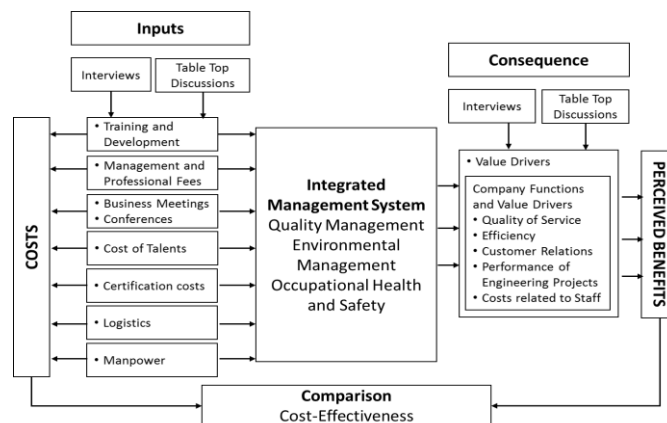 Inputs
Interviews
Table Top
Discussions
COSTS
• Training and
Development
• Management and
Professional Fees
• Business Meetings
• Conferences
• Cost of Talents
• Certification costs
• Logistics
• Manpower
Integrated
Management System
Quality Management
Environmental
Management
Occupational Health
and Safety
Consequence
Interviews
Table Top
Discussions
• Value Drivers
Company Functions
and Value Drivers
• Quality of Service
• Efficiency
• Customer Relations
• Performance of
Engineering Projects
• Costs related to Staff
PERCEIVED BENEFITS
Comparison
Cost-Effectiveness